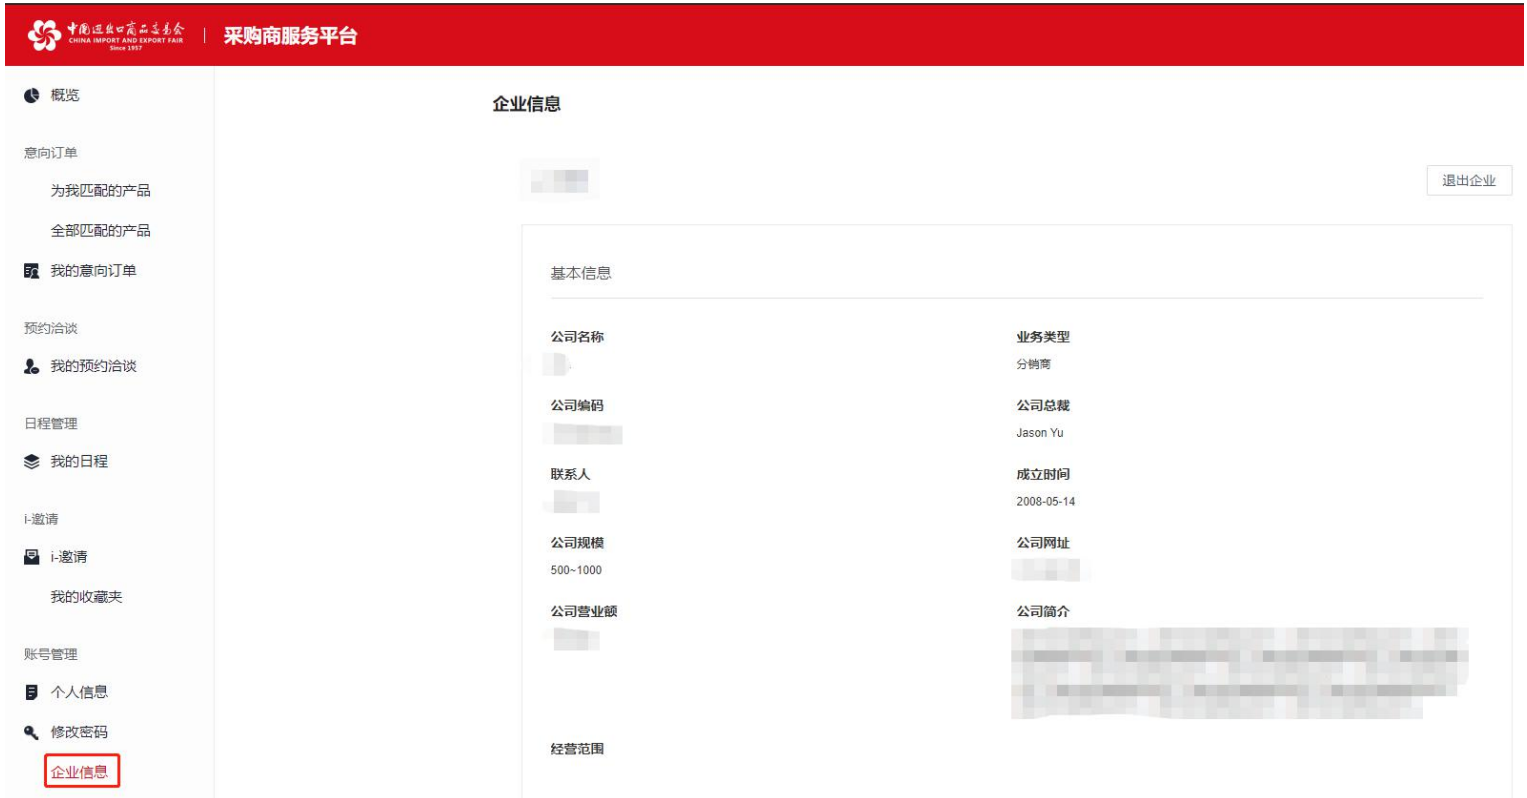 中国进出口商品交易会
CHINA IMPORT AND EXPORT FAIR
Since 1957
采购商服务平台
概览
意向订单
为我匹配的产品
全部匹配的产品
我的意向订单
预约洽谈
我的预约洽谈
日程管理
我的日程
i-邀请
i-邀请
我的收藏夹
账号管理
个人信息
修改密码
企业信息
企业信息
退出企业
基本信息
公司名称
业务类型
分销商
公司编码
公司总裁
Jason Yu
联系人
成立时间
2008-05-14
公司规模
公司网址
500~1000
公司营业额
公司简介
经营范围